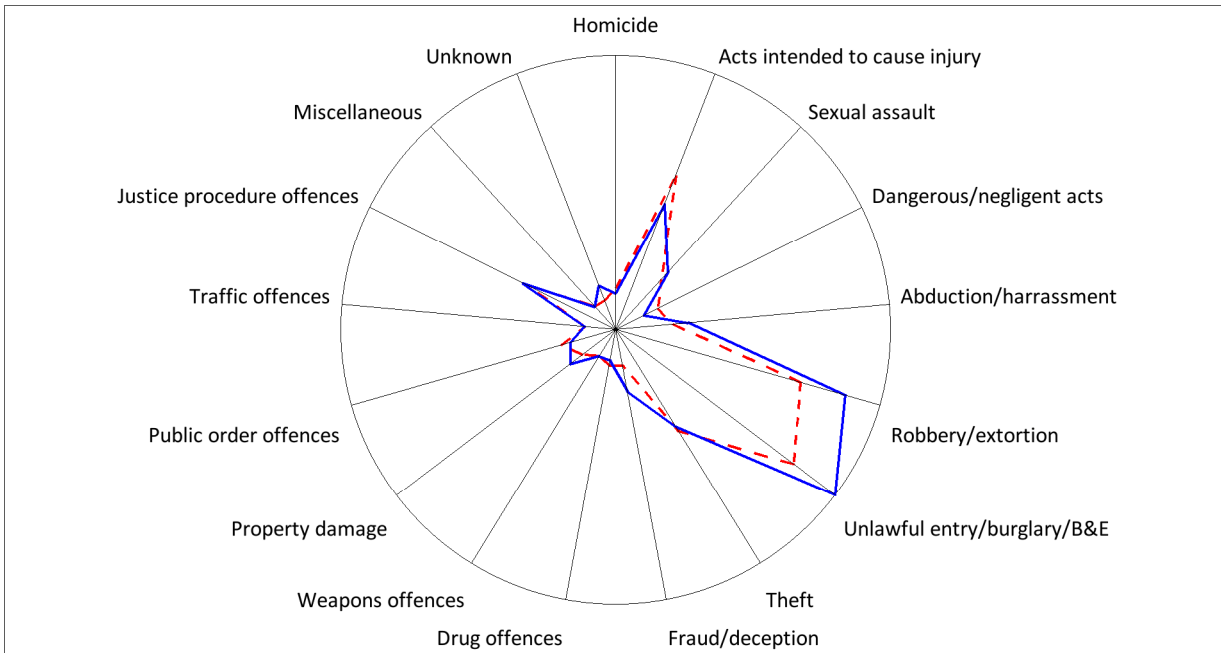 Homicide
Acts intended to cause injury
Sexual assault
Dangerous/negligent acts
Abduction/harrassment
Robbery/extortion
Unlawful entry/burglary/B&E
Theft
Fraud/deception
Drug offences
Weapons offences
Property damage
Public order offences
Traffic offences
Justice procedure offences
Miscellaneous
Unknown